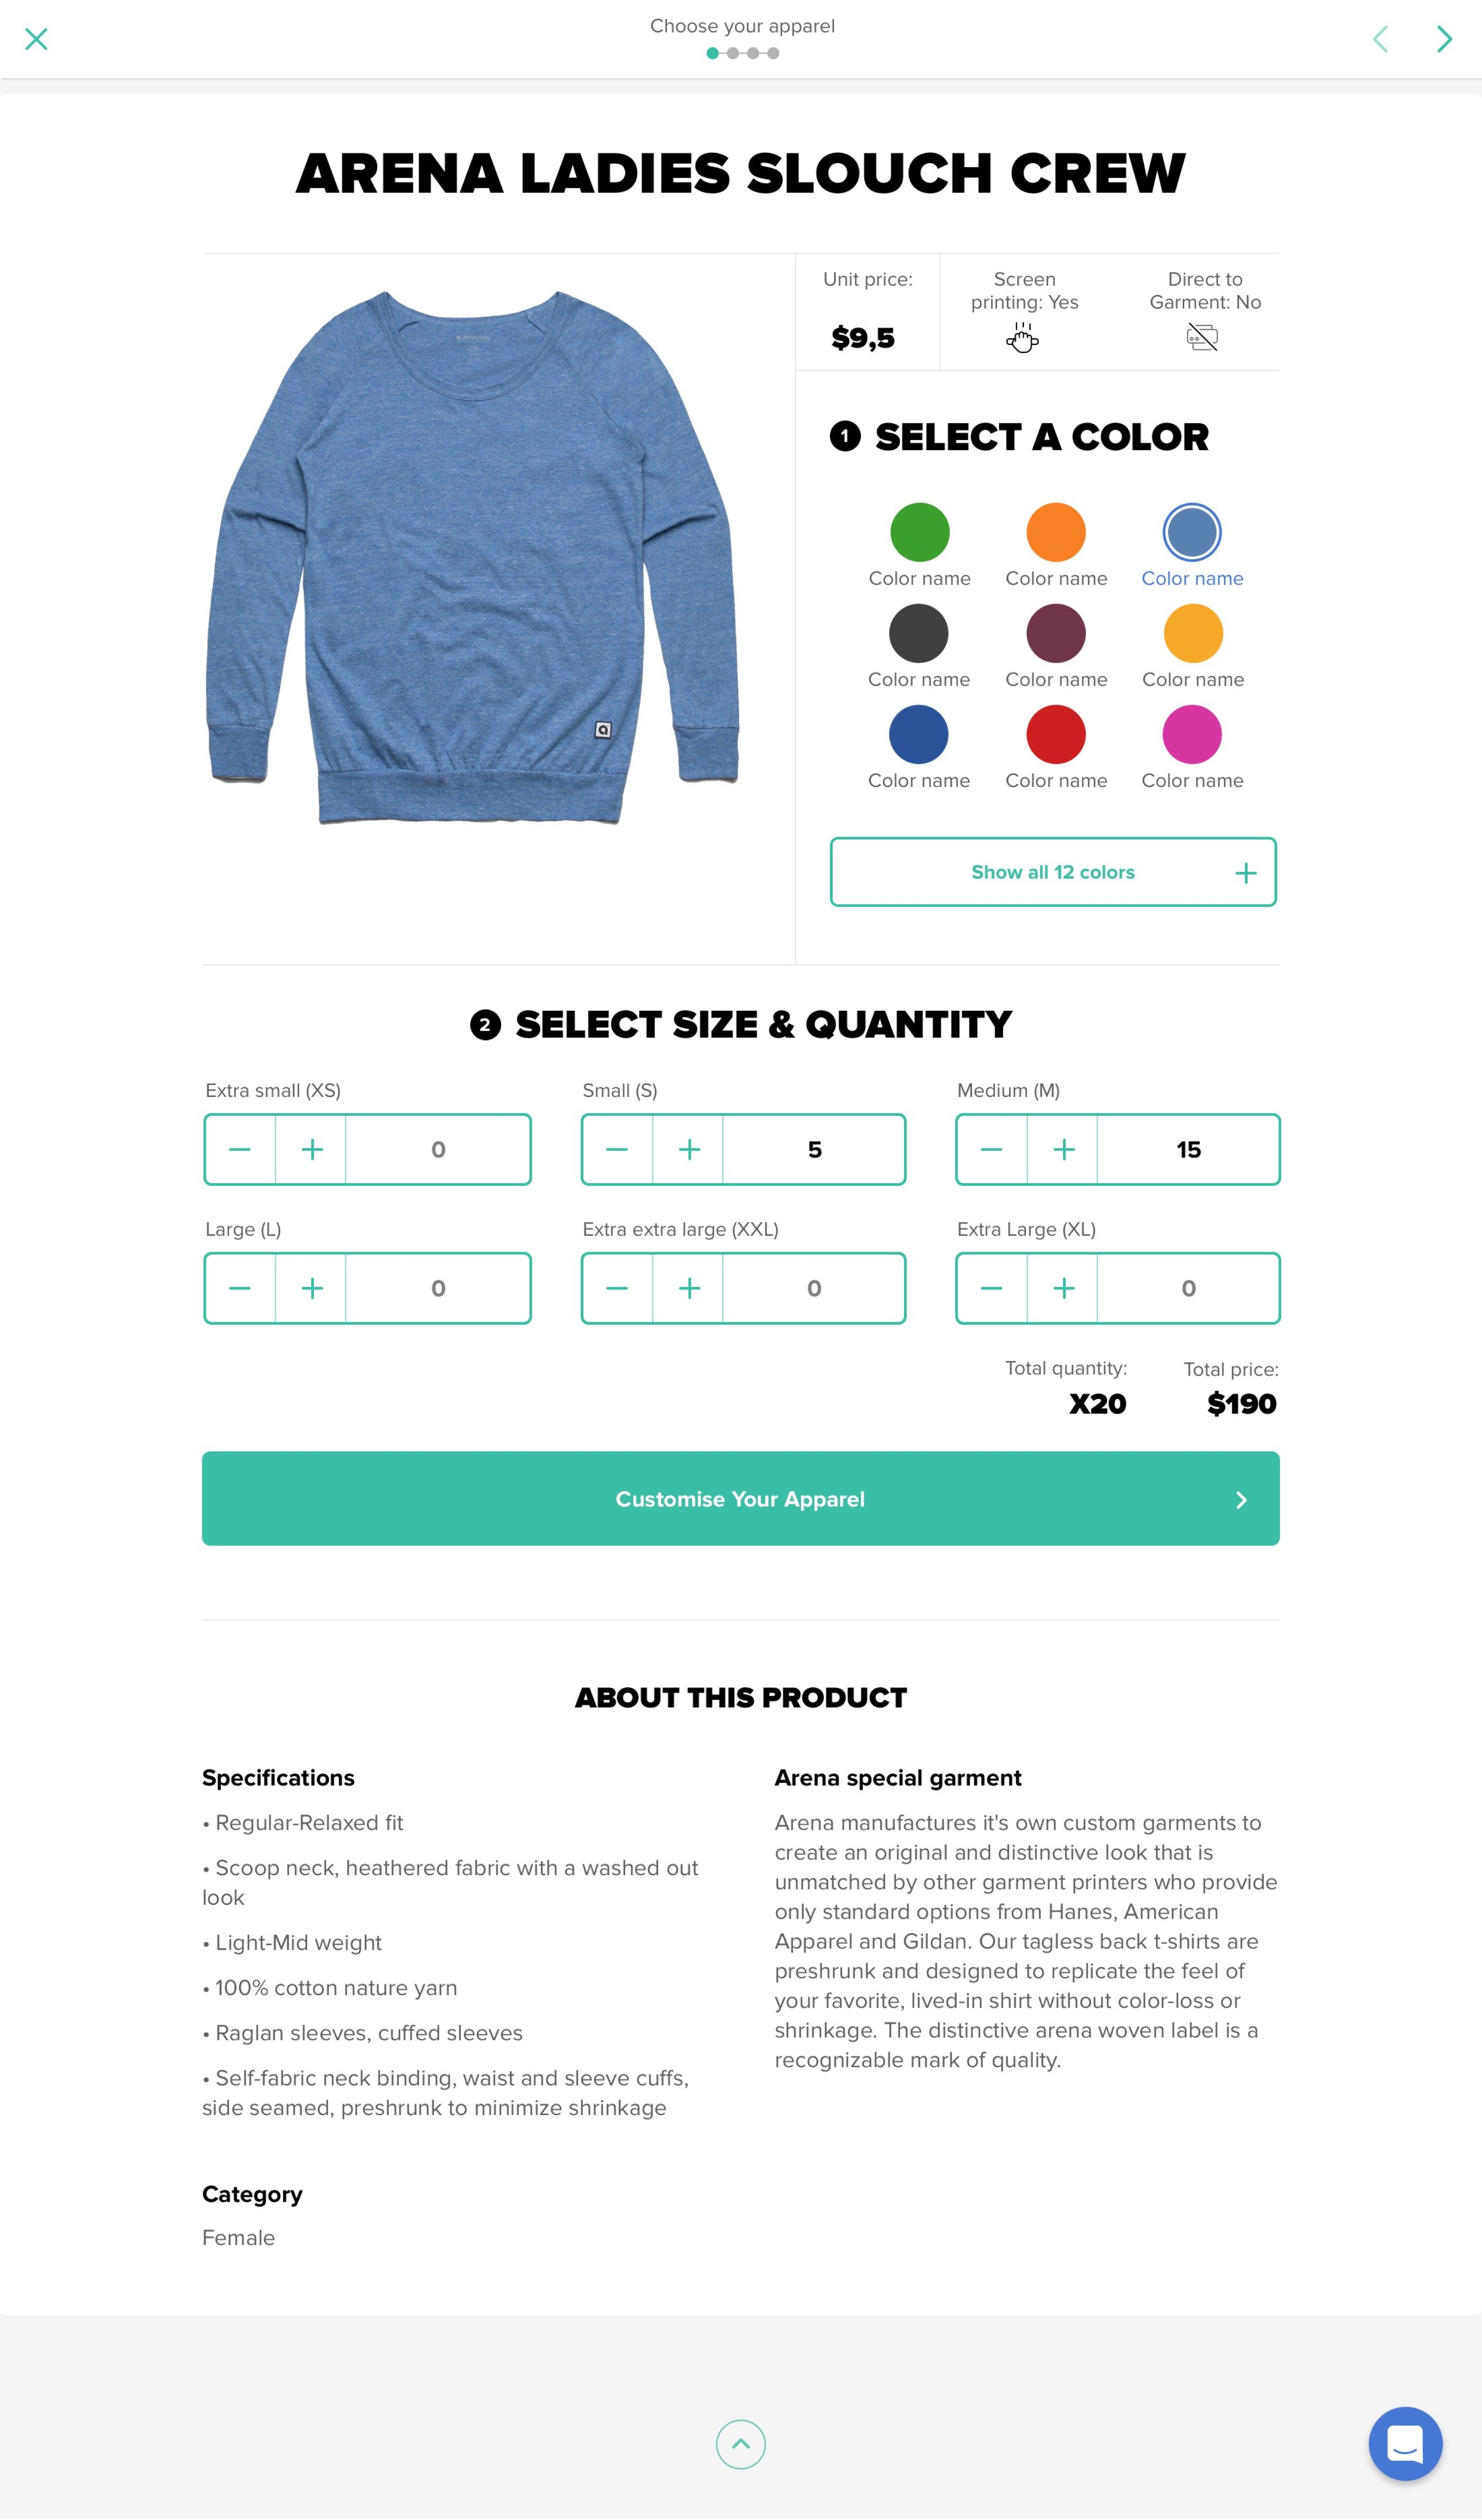 Choose your apparel
ARENA LADIES SLOUCH CREW
Unit price:
$9,5
Screen
printing: Yes
Direct to
Garment: No
1 SELECT A COLOR
Color name Color name Color name
Color name Color name Color name
Color name Color name Color name
Show all 12 colors
2 SELECT SIZE & QUANTITY
Extra small (XS) Small (S) Medium (M)
0 5 15
Large (L) Extra extra large (XXL) Extra Large (XL)
0 0 0
Total quantity: Total price:
X20 $190
Customise Your Apparel
ABOUT THIS PRODUCT
Specifications
• Regular-Relaxed fit
• Scoop neck, heathered fabric with a washed out
look
• Light-Mid weight
• 100% cotton nature yarn
• Raglan sleeves, cuffed sleeves
• Self-fabric neck binding, waist and sleeve cuffs,
side seamed, preshrunk to minimize shrinkage
Arena special garment
Arena manufactures it's own custom garments to
create an original and distinctive look that is
unmatched by other garment printers who provide
only standard options from Hanes, American
Apparel and Gildan. Our tagless back t-shirts are
preshrunk and designed to replicate the feel of
your favorite, lived-in shirt without color-loss or
shrinkage. The distinctive arena woven label is a
recognizable mark of quality.
Category
Female